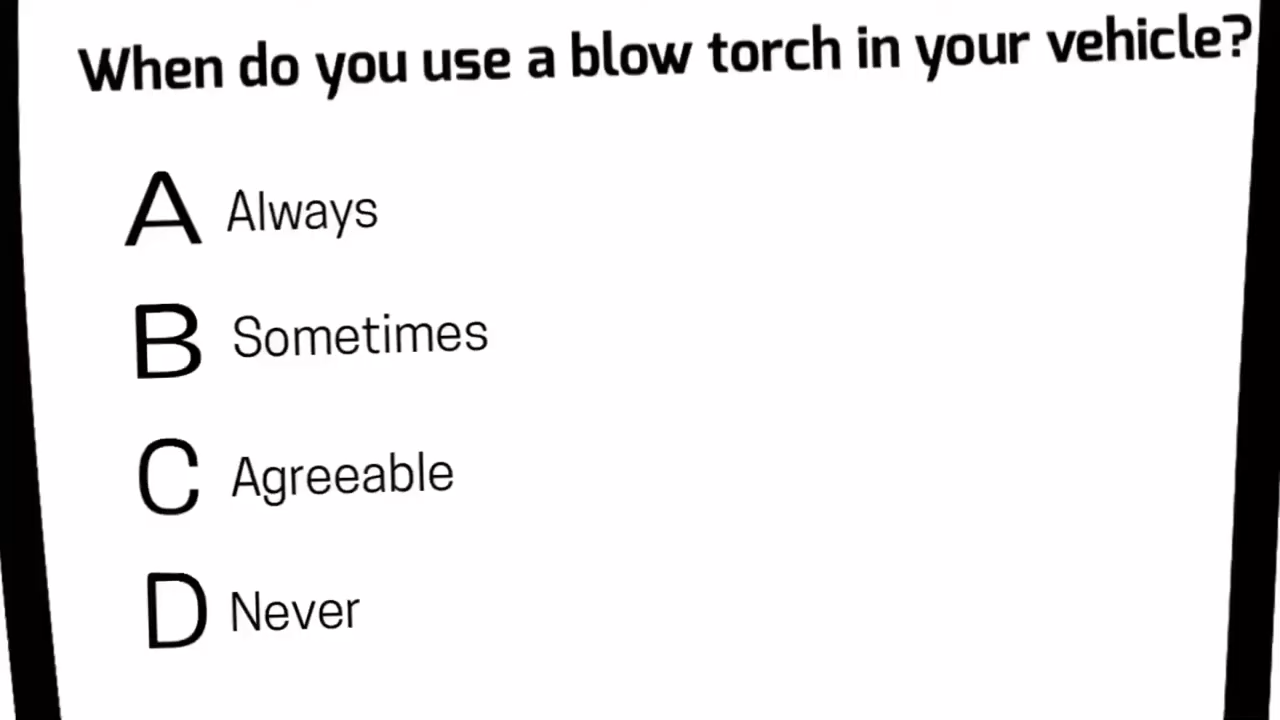 When do you use a blow torch in your vehicle?
A Always
B Sometimes
C Agreeable
D Never